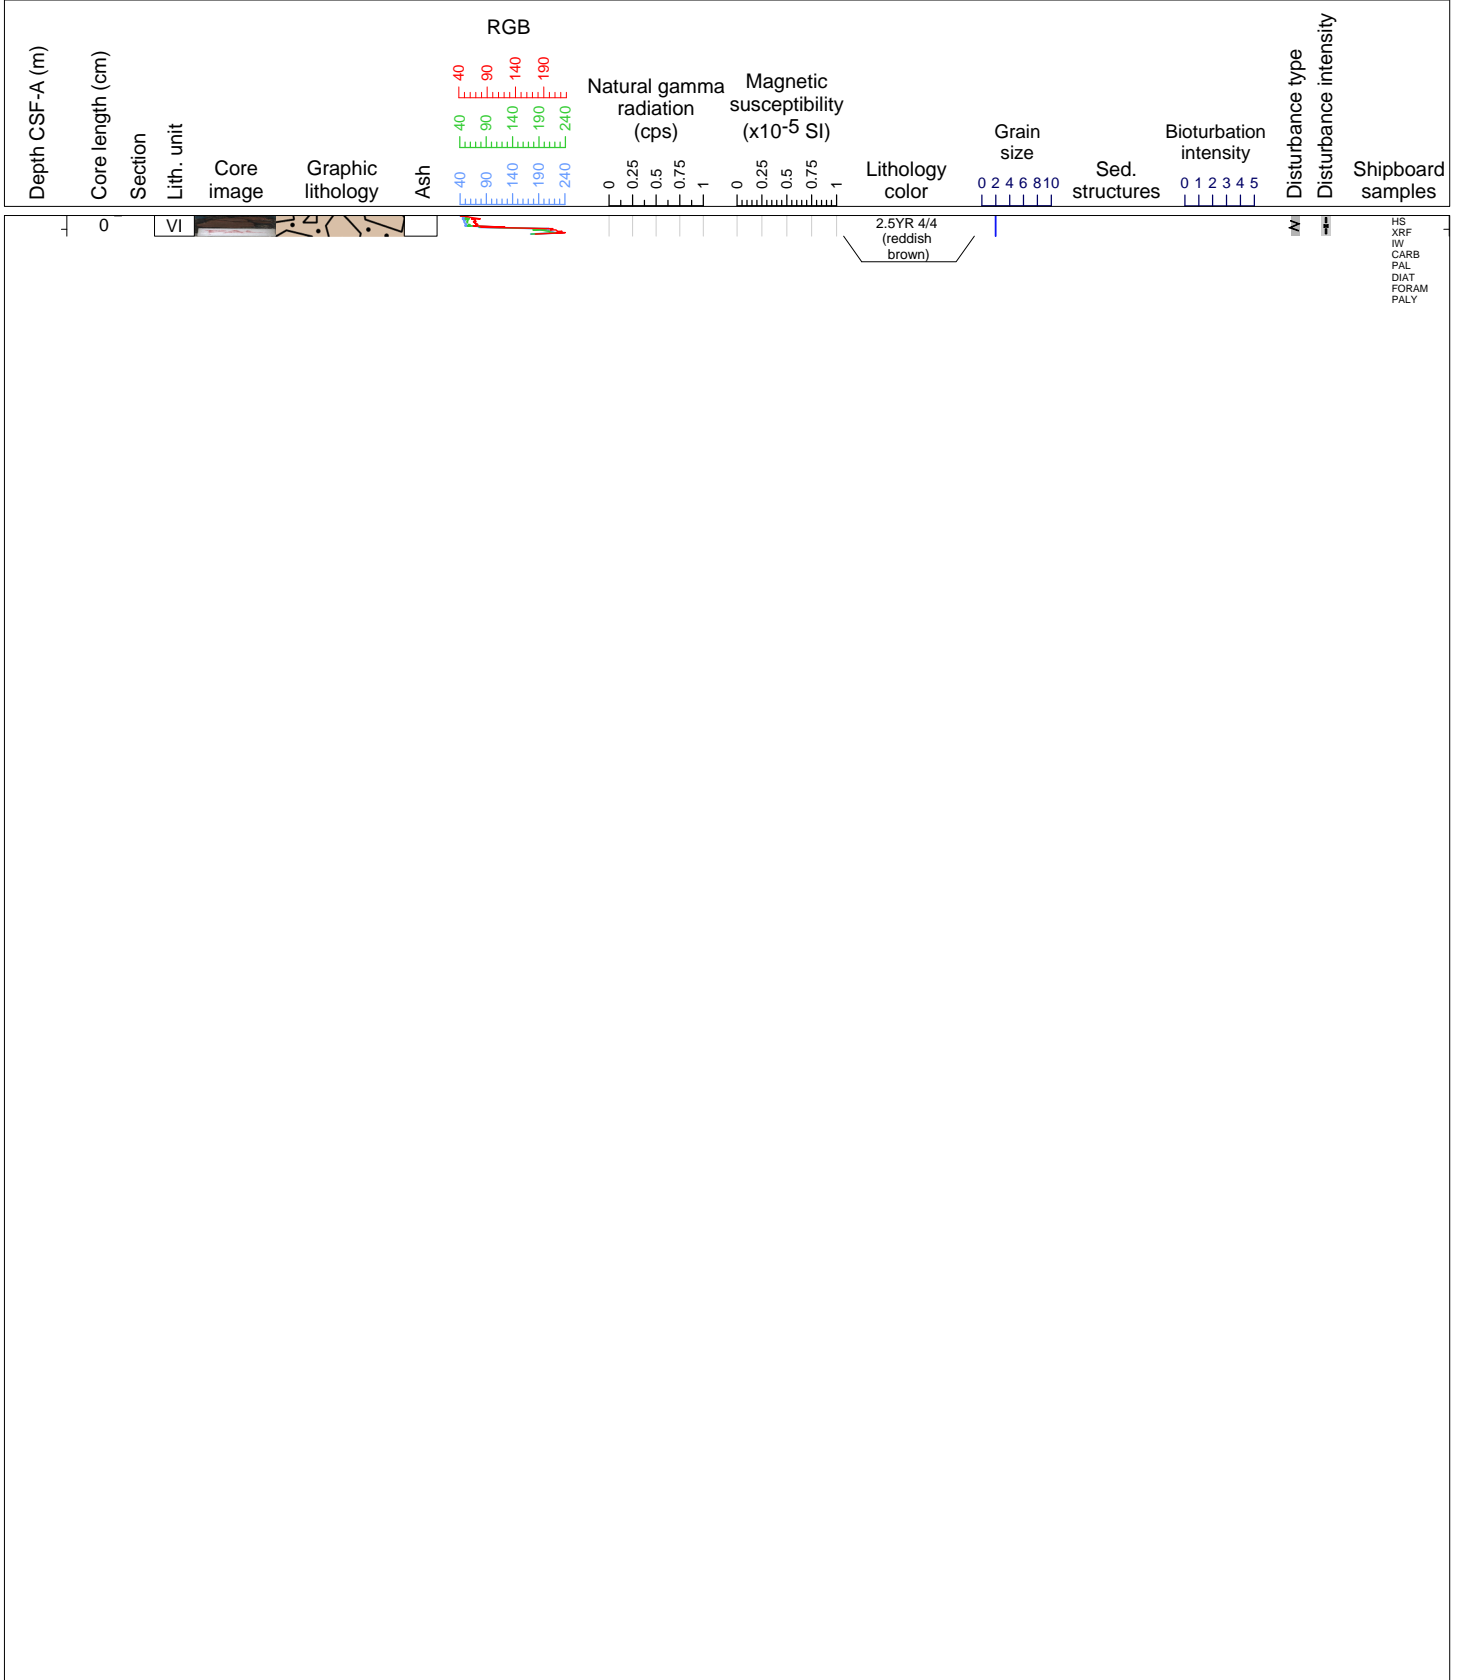 RGB
Depth CSF-A (m)
Core length (cm)
Section
Lith. unit
Core
image
Graphic
lithology
Ash
40 90 140 190
40 90 140 190 240
40 90 140 190 240
Natural gamma
radiation
(cps)
0 0.25 0.5 0.75 1
Magnetic
susceptibility
(x10-5 SI)
0 0.25 0.5 0.75 1
Lithology
color
Grain
size
0 2 4 6 8 10
Sed.
structures
Bioturbation
intensity
0 1 2 3 4 5
Disturbance type
Disturbance intensity
Shipboard
samples
0
VI
2.5YR 4/4
(reddish
brown)
HS
XRF
IW
CARB
PAL
DIAT
FORAM
PALY